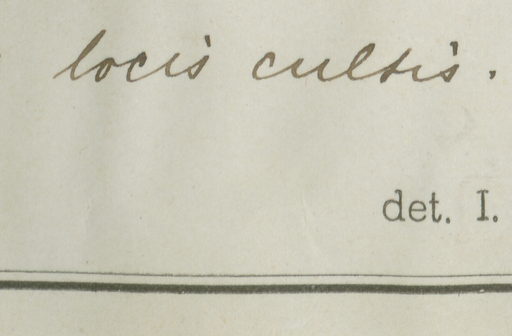 locis cultis.
det. I.